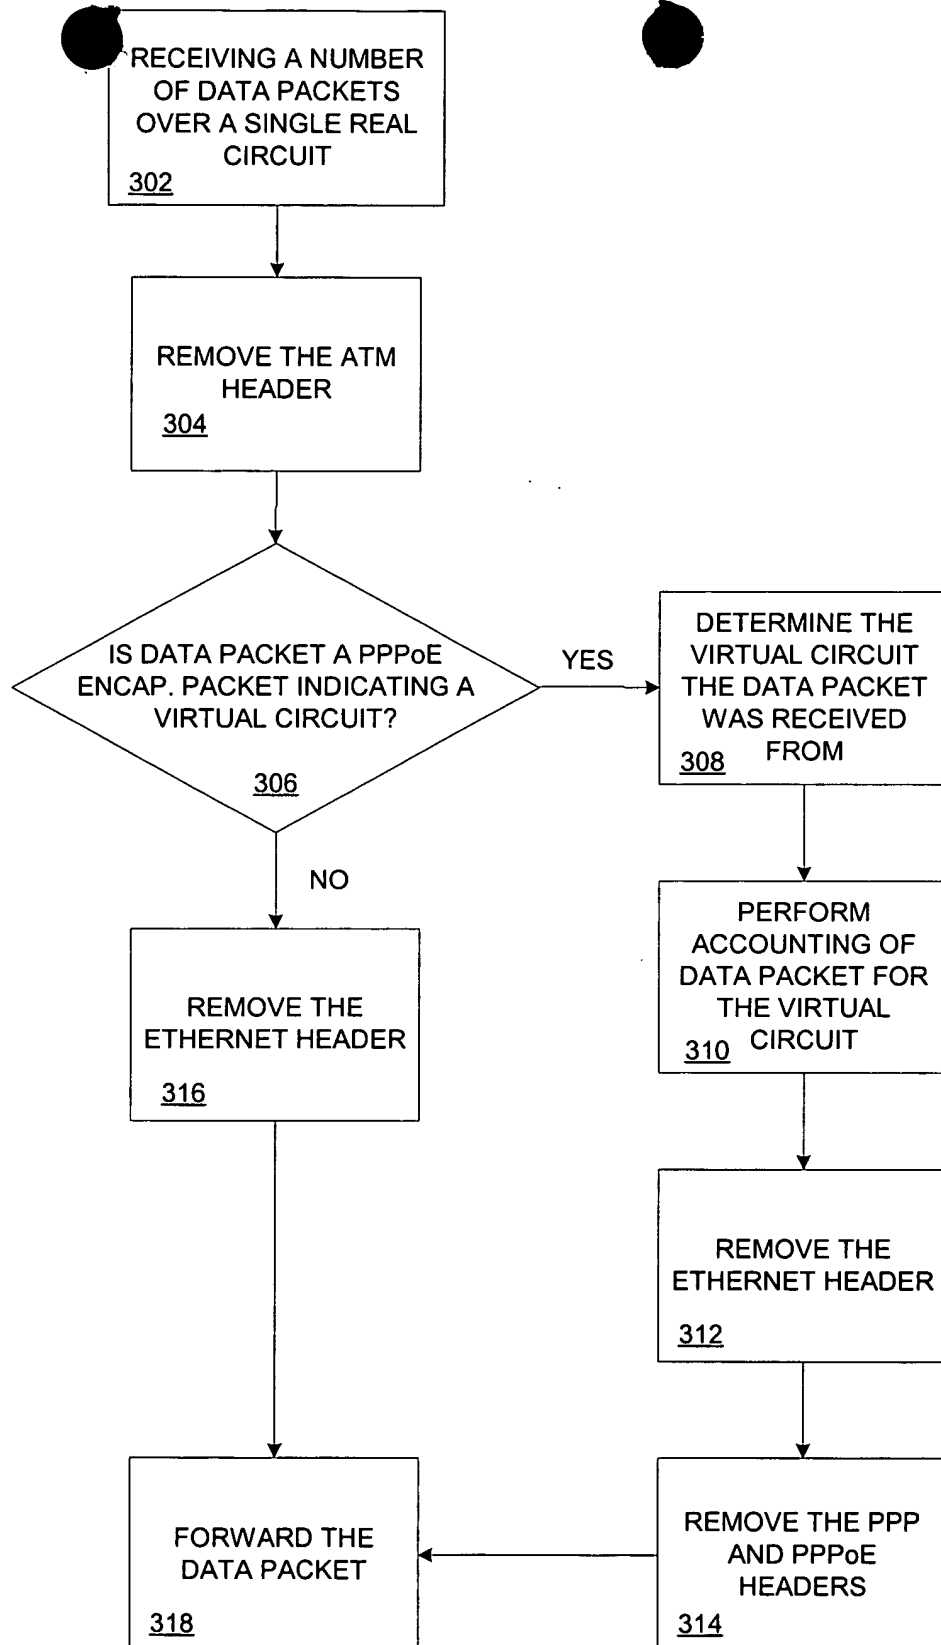 RECEIVING A NUMBER
OF DATA PACKETS
OVER A SINGLE REAL
CIRCUIT
302
REMOVE THE ATM
HEADER
304
IS DATA PACKET A PPPoE
ENCAP. PACKET INDICATING A
VIRTUAL CIRCUIT?
306
YES
DETERMINE THE
VIRTUAL CIRCUIT
THE DATA PACKET
WAS RECEIVED
FROM
308
NO
PERFORM
ACCOUNTING OF
DATA PACKET FOR
THE VIRTUAL
CIRCUIT
310
REMOVE THE
ETHERNET HEADER
316
REMOVE THE
ETHERNET HEADER
312
REMOVE THE PPP
AND PPPoE
HEADERS
314
FORWARD THE
DATA PACKET
318